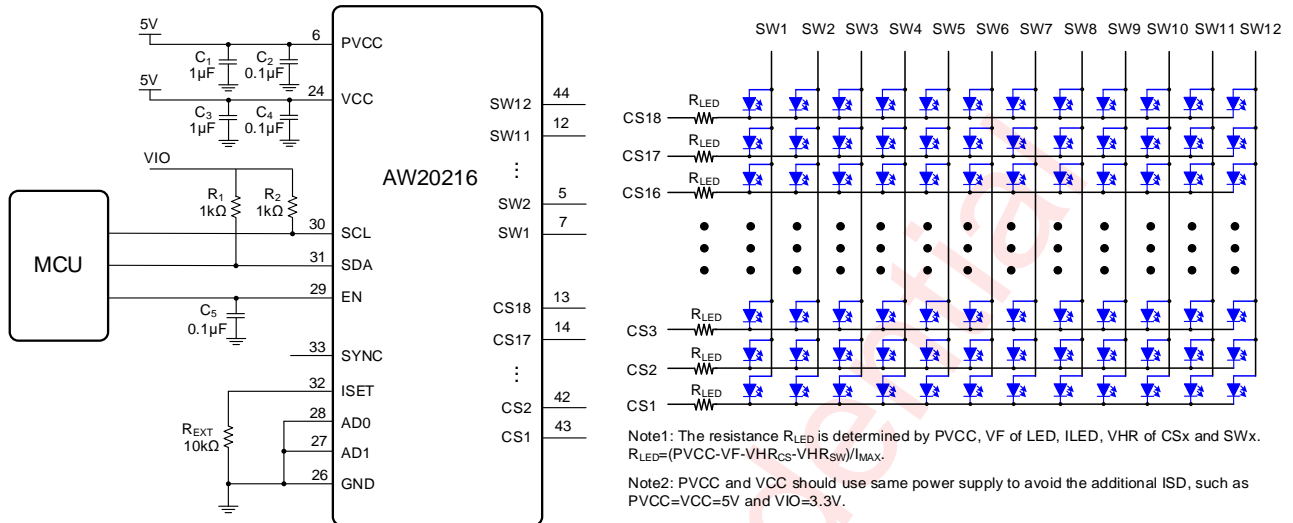 5V
6
PVCC
C1
1µF
C2
0.1µF
5V
24
VCC
C3
1µF
C4
0.1µF
VIO
R1
1kΩ
R2
1kΩ
30
SCL
MCU
31
SDA
29
EN
C5
0.1µF
33
SYNC
32
ISET
REXT
10kΩ
28
AD0
27
AD1
26
GND
AW20216
SW12
44
SW11
12
SW2
5
SW1
7
CS18
13
CS17
14
CS2
42
CS1
43
SW1 SW2 SW3 SW4 SW5 SW6 SW7 SW8 SW9 SW10 SW11 SW12
RLED
CS18
RLED
CS17
RLED
CS16
RLED
CS3
RLED
CS2
RLED
CS1
Note1: The resistance RLED is determined by PVCC, VF of LED, ILED, VHR of CSx and SWx.
RLED=(PVCC-VF-VHRCS-VHRSW)/IMAX.
Note2: PVCC and VCC should use same power supply to avoid the additional ISD, such as
PVCC=VCC=5V and VIO=3.3V.
dential